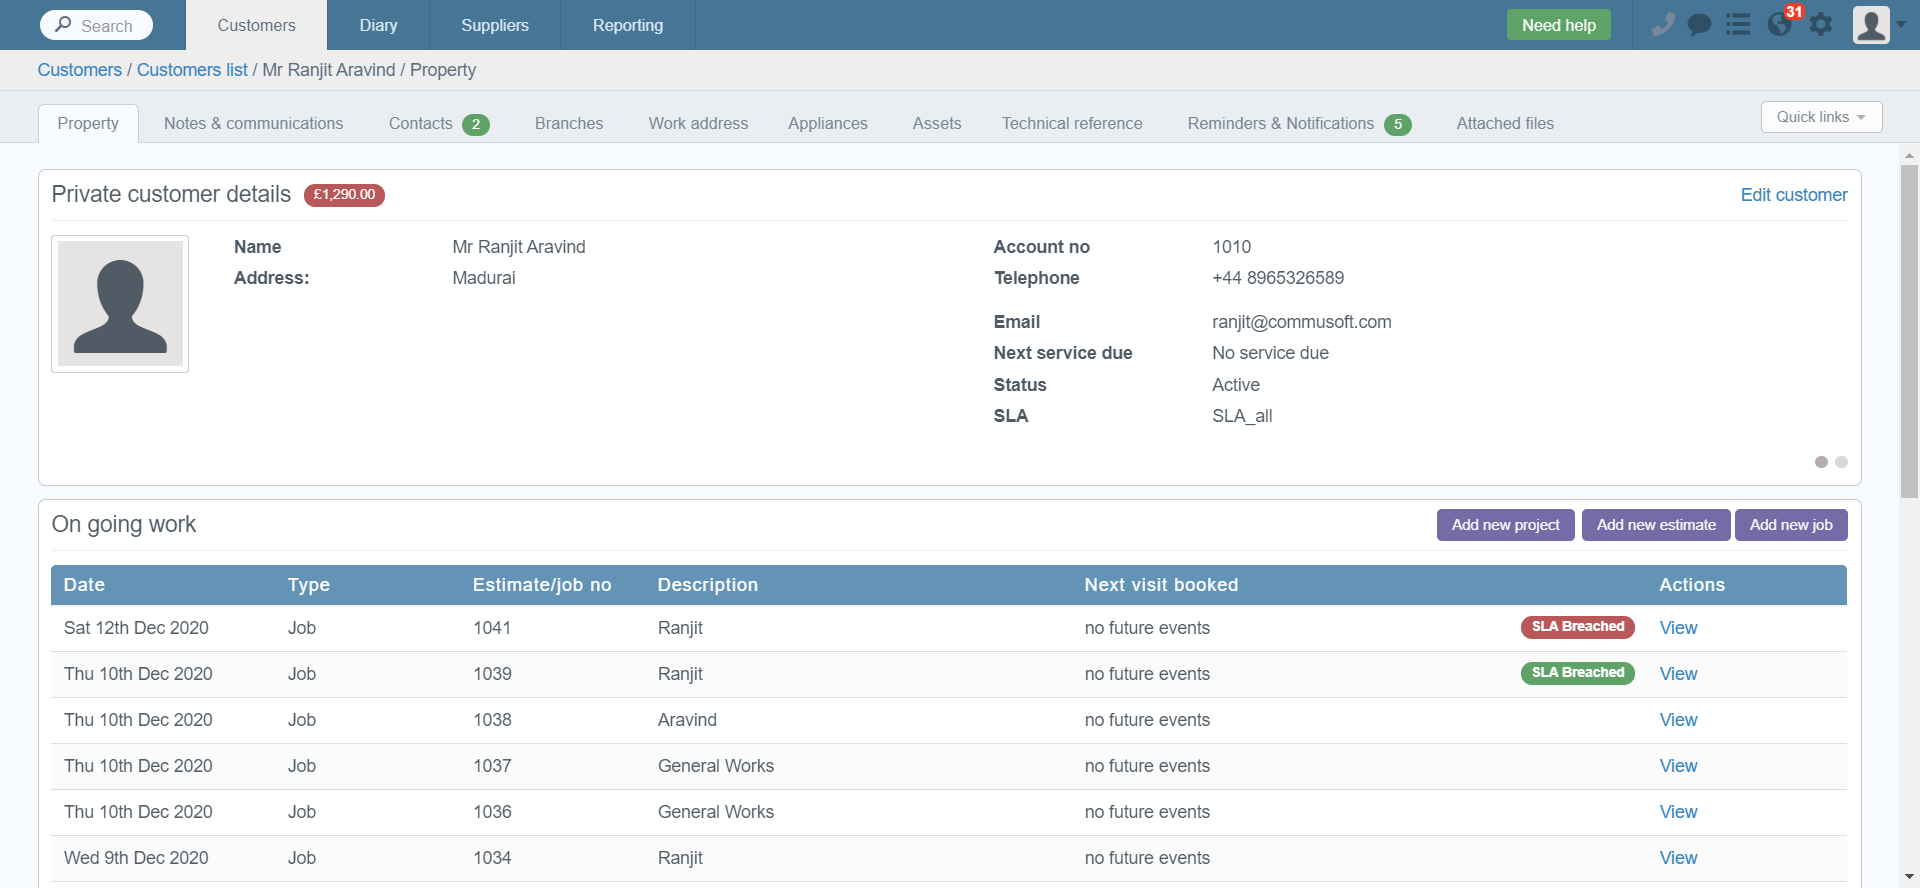 Search Customers Diary Suppliers Reporting Need help 31
Customers / Customers list / Mr Ranjit Aravind / Property
Property Notes & communications Contacts 2 Branches Work address Appliances Assets Technical reference Reminders & Notifications 5 Attached files Quick links
Private customer details £1,290.00 Edit customer
Name Mr Ranjit Aravind Account no 1010
Address: Madurai Telephone +44 8965326589
Email ranjit@commusoft.com
Next service due No service due
Status Active
SLA SLA_all
On going work Add new project Add new estimate Add new job
Date Type Estimate/job no Description Next visit booked Actions
Sat 12th Dec 2020 Job 1041 Ranjit no future events SLA Breached View
Thu 10th Dec 2020 Job 1039 Ranjit no future events SLA Breached View
Thu 10th Dec 2020 Job 1038 Aravind no future events View
Thu 10th Dec 2020 Job 1037 General Works no future events View
Thu 10th Dec 2020 Job 1036 General Works no future events View
Wed 9th Dec 2020 Job 1034 Ranjit no future events View